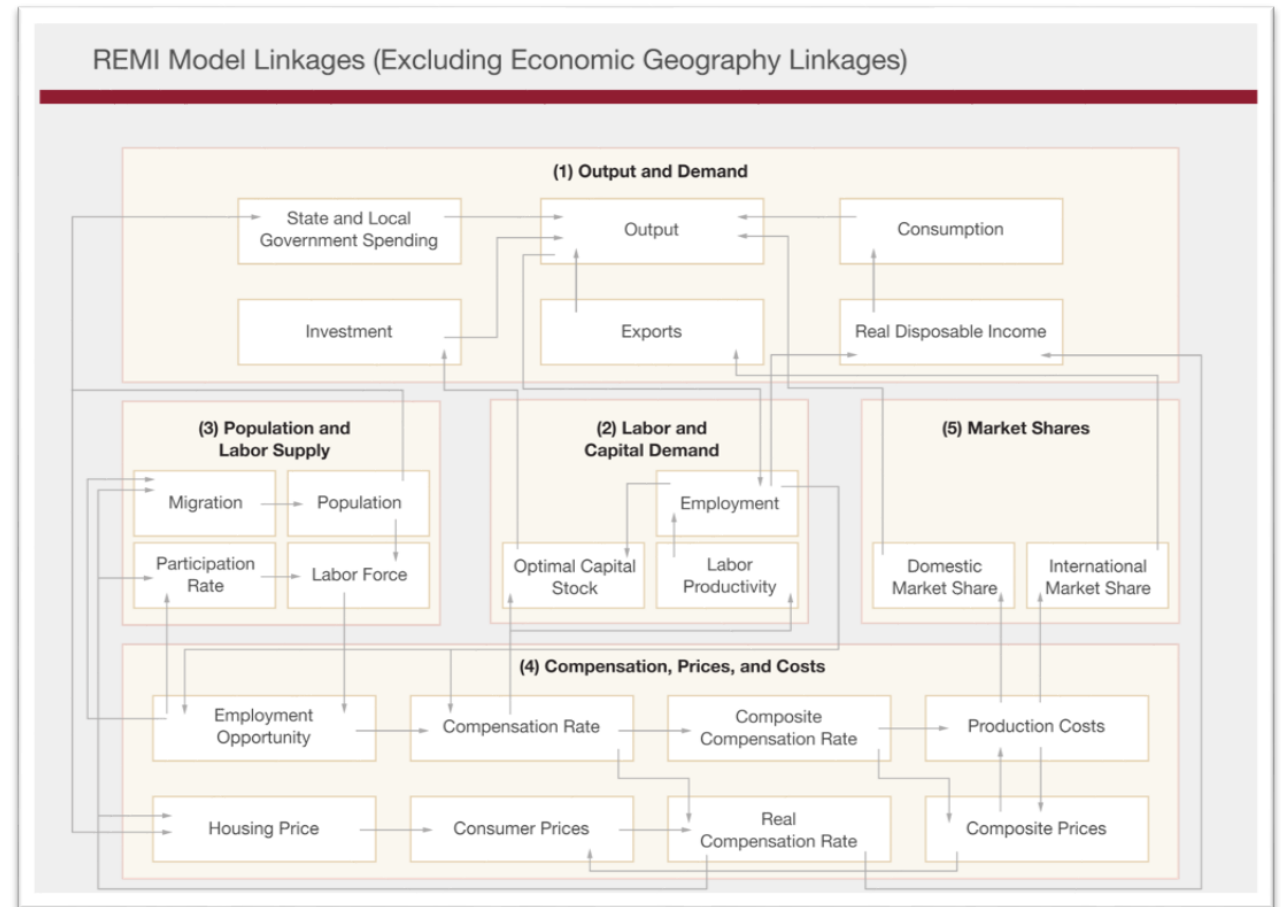 REMI Model Linkages (Excluding Economic Geography Linkages)
(1) Output and Demand
State and Local
Government Spending
Output
Consumption
Investment
Exports
Real Disposable Income
(3) Population and
Labor Supply
Migration
Population
Participation
Rate
Labor Force
(2) Labor and
Capital Demand
Employment
Optimal Capital
Stock
Labor
Productivity
(5) Market Shares
Domestic
Market Share
International
Market Share
(4) Compensation, Prices, and Costs
Employment
Opportunity
Compensation Rate
Composite
Compensation Rate
Production Costs
Housing Price
Consumer Prices
Real
Compensation Rate
Composite Prices